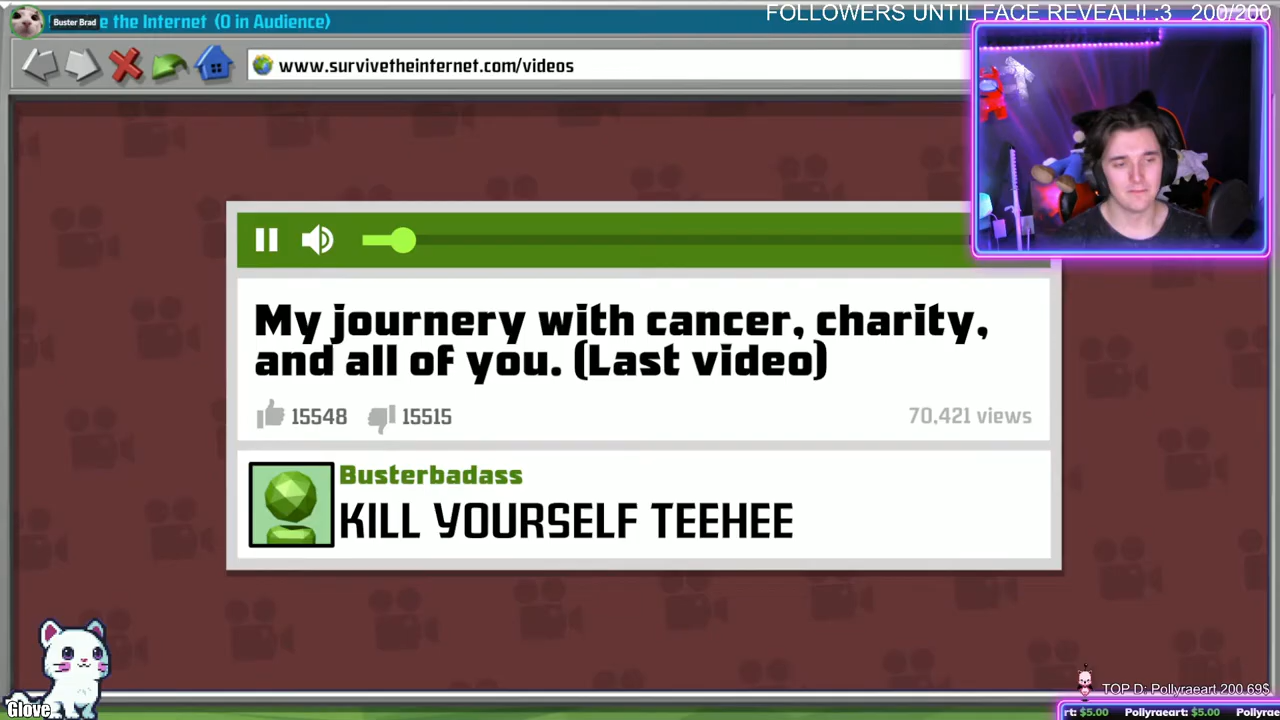 FOLLOWERS UNTIL FACE REVEAL!! :3 200/200
Buster Brad
e the Internet (0 in Audience)
www.survivetheinternet.com/videos
My journery with cancer, charity,
and all of you. (Last video)
15548 15515 70,421 views
Busterbadass
KILL YOURSELF TEEHEE
Glove
TOP D: Pollyraeart 200.69$
rt: $5.00 Pollyraeart: $5.00 Pollyrae